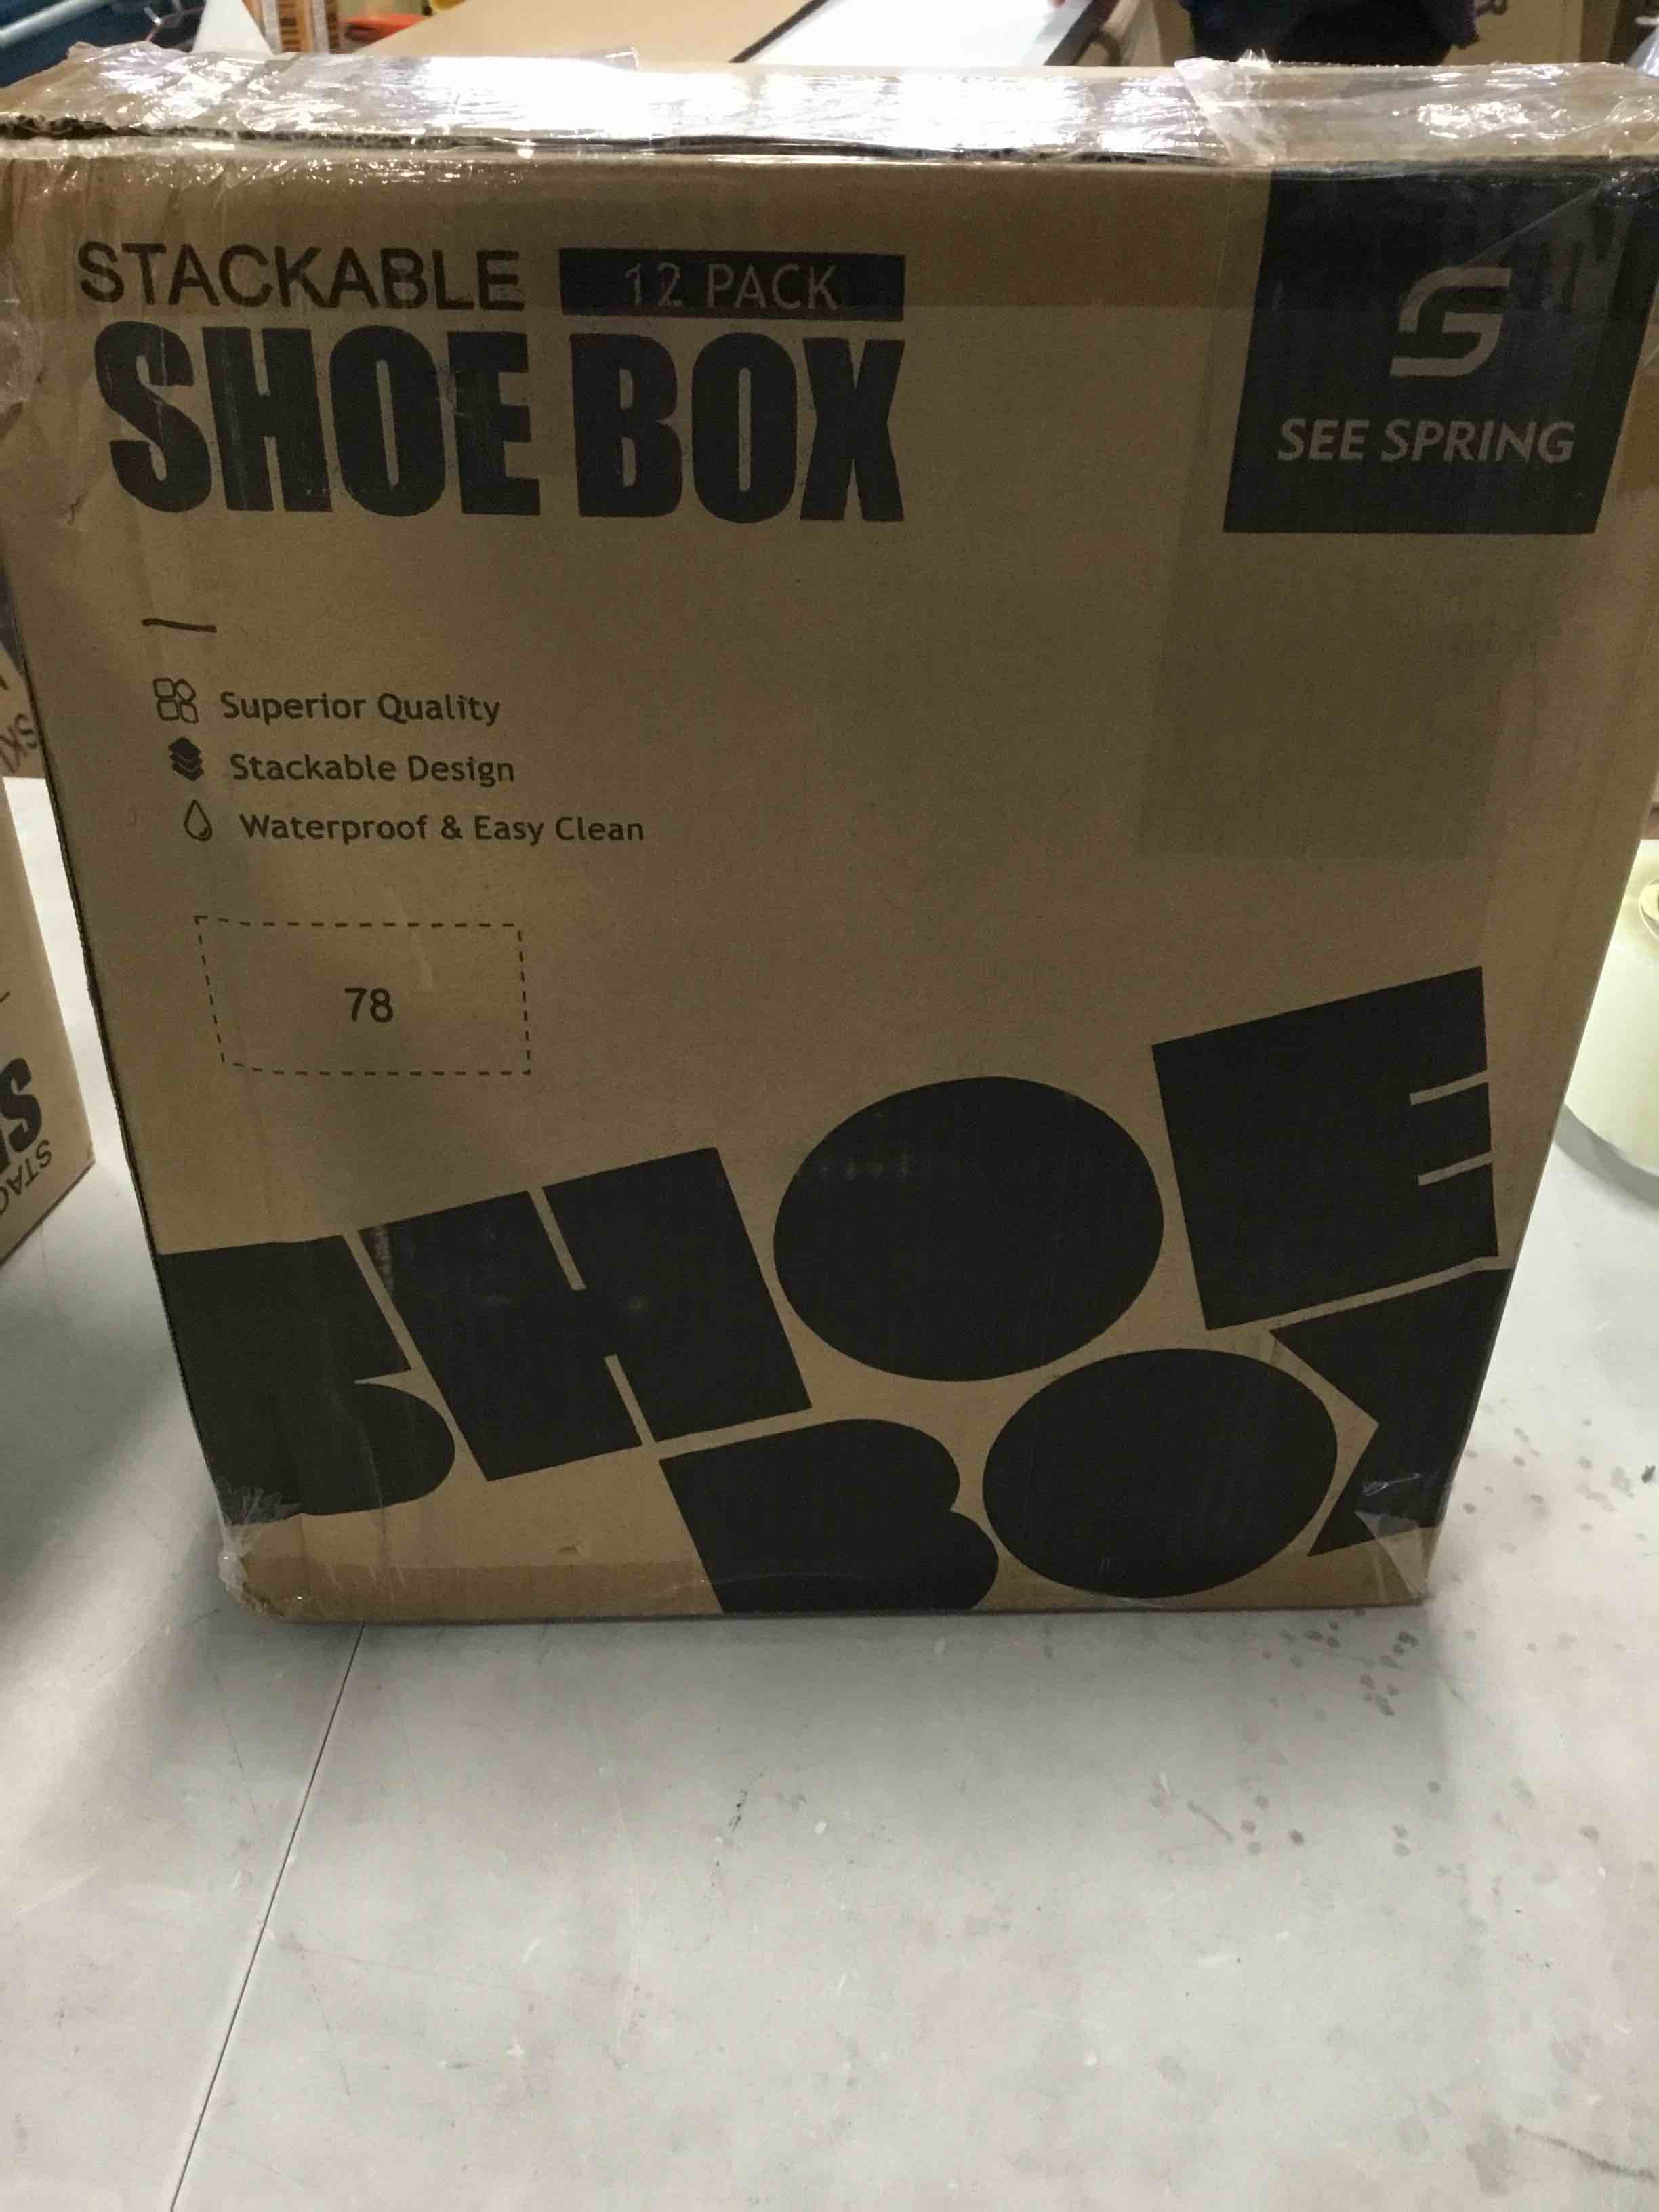 STACKABLE 12 PACK
SHOE BOX
SEE SPRING
Superior Quality
Stackable Design
Waterproof & Easy Clean
78
SHOE
BOX